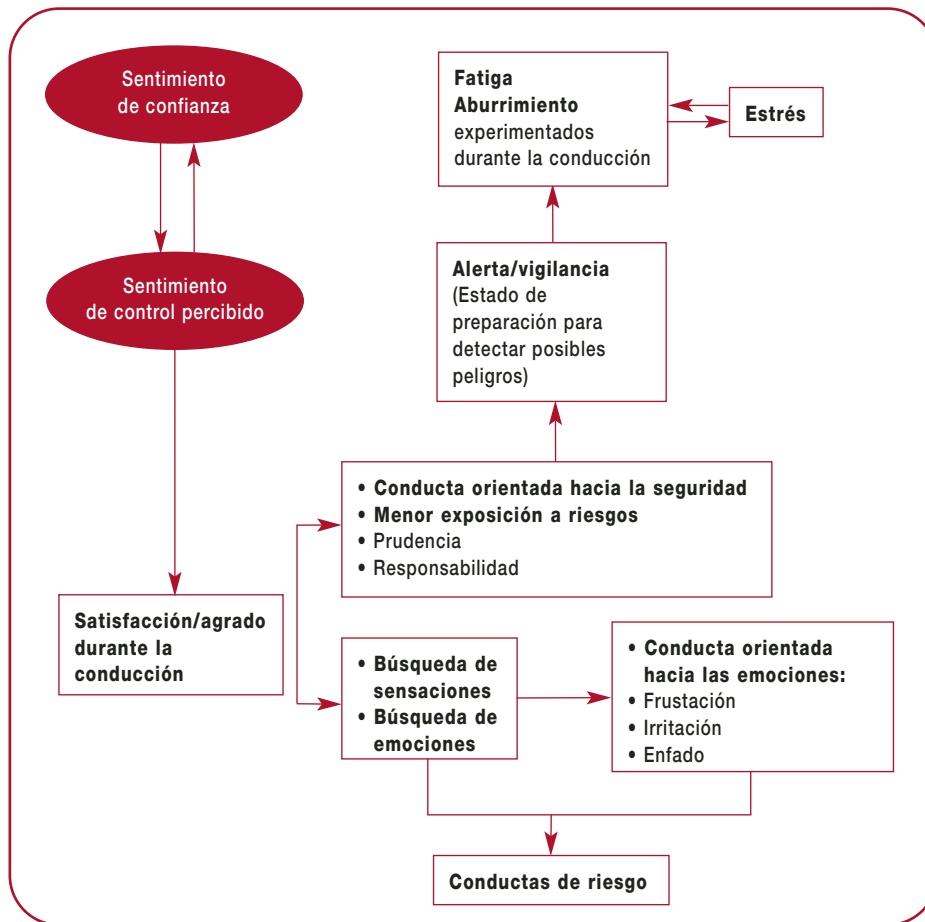 Sentimiento
de confianza
Sentimiento
de control percibido
Satisfacción/agrado
durante la
conducción
Fatiga
Aburrimiento
experimentados
durante la conducción
Estrés
Alerta/vigilancia
(Estado de
preparación para
detectar posibles
peligros)
• Conducta orientada hacia la seguridad
• Menor exposición a riesgos
• Prudencia
• Responsabilidad
• Búsqueda de
sensaciones
• Búsqueda de
emociones
• Conducta orientada
hacia las emociones:
• Frustación
• Irritación
• Enfado
Conductas de riesgo